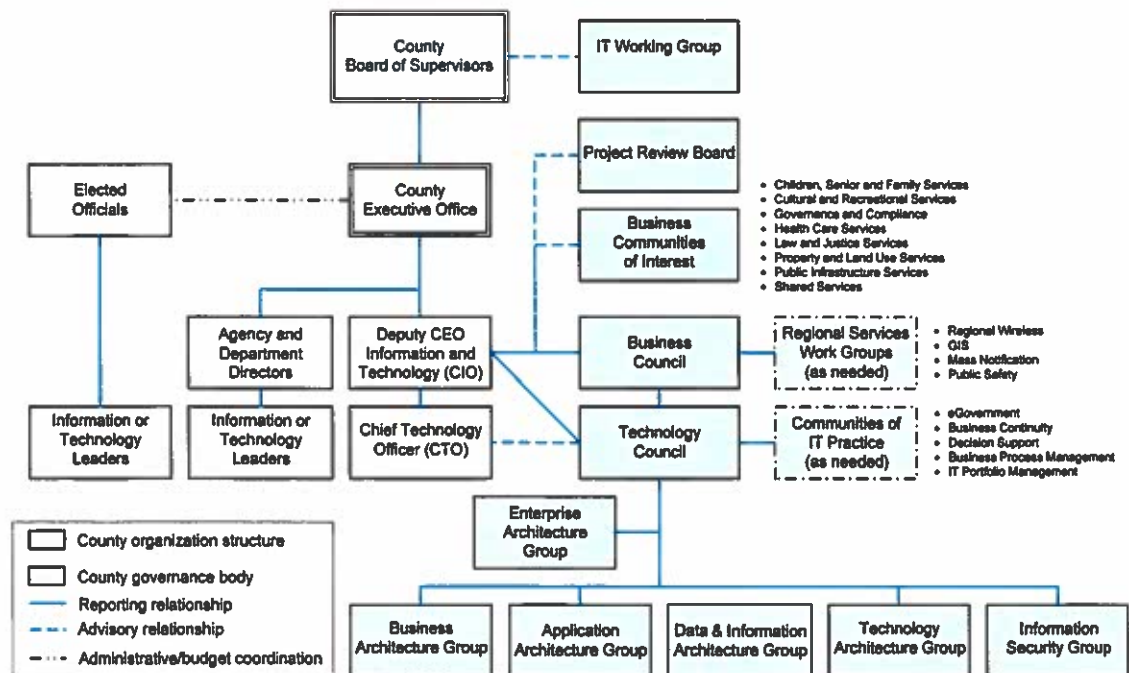 County
Board of Supervisors
IT Working Group
Project Review Board
Elected
Officials
County
Executive Office
Business
Communities
of Interest
• Children, Senior and Family Services
• Cultural and Recreational Services
• Governance and Compliance
• Health Care Services
• Law and Justice Services
• Property and Land Use Services
• Public Infrastructure Services
• Shared Services
Agency and
Department
Directors
Deputy CEO
Information and
Technology (CIO)
Business
Council
Regional Services
Work Groups
(as needed)
• Regional Wireless
• GIS
• Mass Notification
• Public Safety
Information or
Technology
Leaders
Information or
Technology
Leaders
Chief Technology
Officer (CTO)
Technology
Council
Communities of
IT Practice
(as needed)
• eGovernment
• Business Continuity
• Decision Support
• Business Process Management
• IT Portfolio Management
Enterprise
Architecture
Group
County organization structure
County governance body
Reporting relationship
Advisory relationship
Administrative/budget coordination
Business
Architecture Group
Application
Architecture Group
Data & Information
Architecture Group
Technology
Architecture Group
Information
Security Group